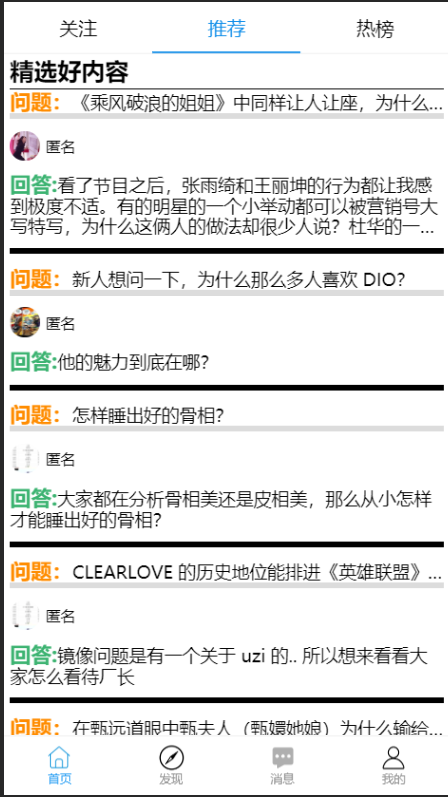 关注 推荐 热榜
精选好内容
问题： 《乘风破浪的姐姐》中同样让人让座，为什么...
匿名
回答:看了节目之后，张雨绮和王丽坤的行为都让我感
到极度不适。有的明星的一个小举动都可以被营销号大
写特写，为什么这俩人的做法却很少人说？杜华的一...
问题： 新人想问一下，为什么那么多人喜欢 DIO？
匿名
回答:他的魅力到底在哪？
问题： 怎样睡出好的骨相？
匿名
回答:大家都在分析骨相美还是皮相美，那么从小怎样
才能睡出好的骨相？
问题： CLEARLOVE 的历史地位能排进《英雄联盟》...
匿名
回答:镜像问题是有一个关于 uzi 的.. 所以想来看看大
家怎么看待厂长
问题： 在甄远道眼中甄夫人（甄嬛她娘）为什么输给...
首页 发现 消息 我的